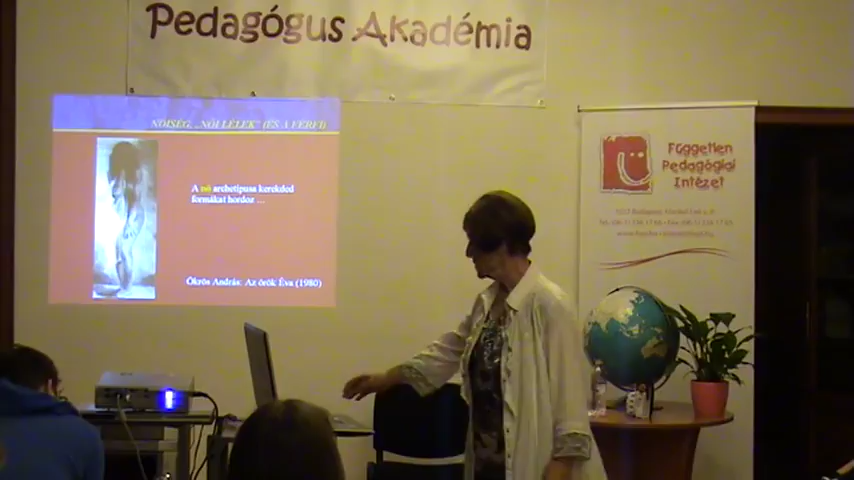 Pedagógus Akadémia
NŐISÉG, „NŐI LÉLEK” (ÉS A FÉRFI)
A nő archetípusa kerekded
formákat hordoz ...
Ökrös András: Az örök Éva (1980)
Független
Pedagógiai
Intézet